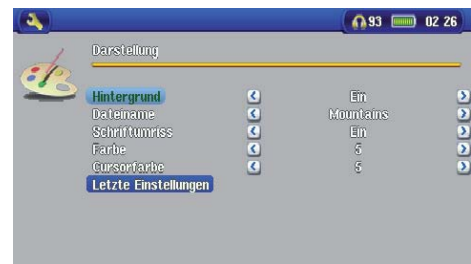 93 02 26
Darstellung
Hintergrund Ein
Dateiname Mountains
Schriftumriss Ein
Farbe 5
Cursorfarbe 5
Letzte Einstellungen